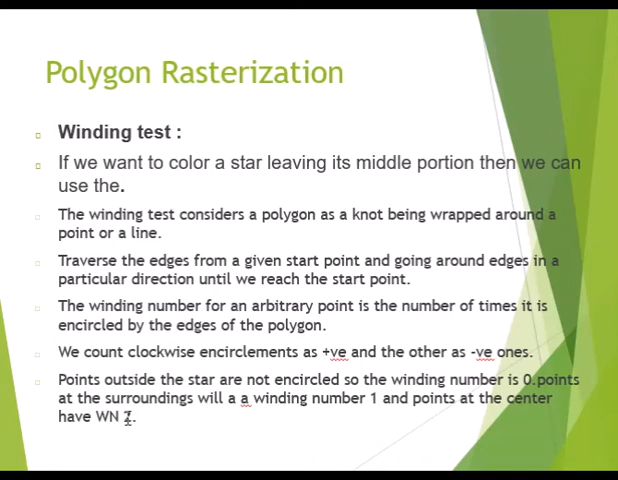 Polygon Rasterization
Winding test :
If we want to color a star leaving its middle portion then we can
use the.
The winding test considers a polygon as a knot being wrapped around a
point or a line.
Traverse the edges from a given start point and going around edges in a
particular direction until we reach the start point.
The winding number for an arbitrary point is the number of times it is
encircled by the edges of the polygon.
We count clockwise encirclements as +ve and the other as -ve ones.
Points outside the star are not encircled so the winding number is 0.points
at the surroundings will a a winding number 1 and points at the center
have WN